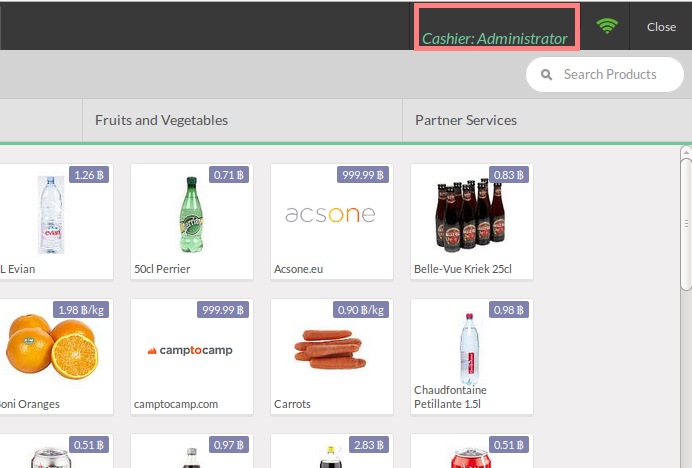 Cashier: Administrator
Close
Search Products
Fruits and Vegetables
Partner Services
1.26 ฿
L Evian
0.71 ฿
50cl Perrier
999.99 ฿
acsone
Acsone.eu
0.83 ฿
Belle-Vue Kriek 25cl
1.98 ฿/kg
oni Oranges
999.99 ฿
camptocamp
camptocamp.com
0.90 ฿/kg
Carrots
0.98 ฿
Chaudfontaine
Petillante 1.5l
0.51 ฿
0.97 ฿
2.83 ฿
0.51 ฿